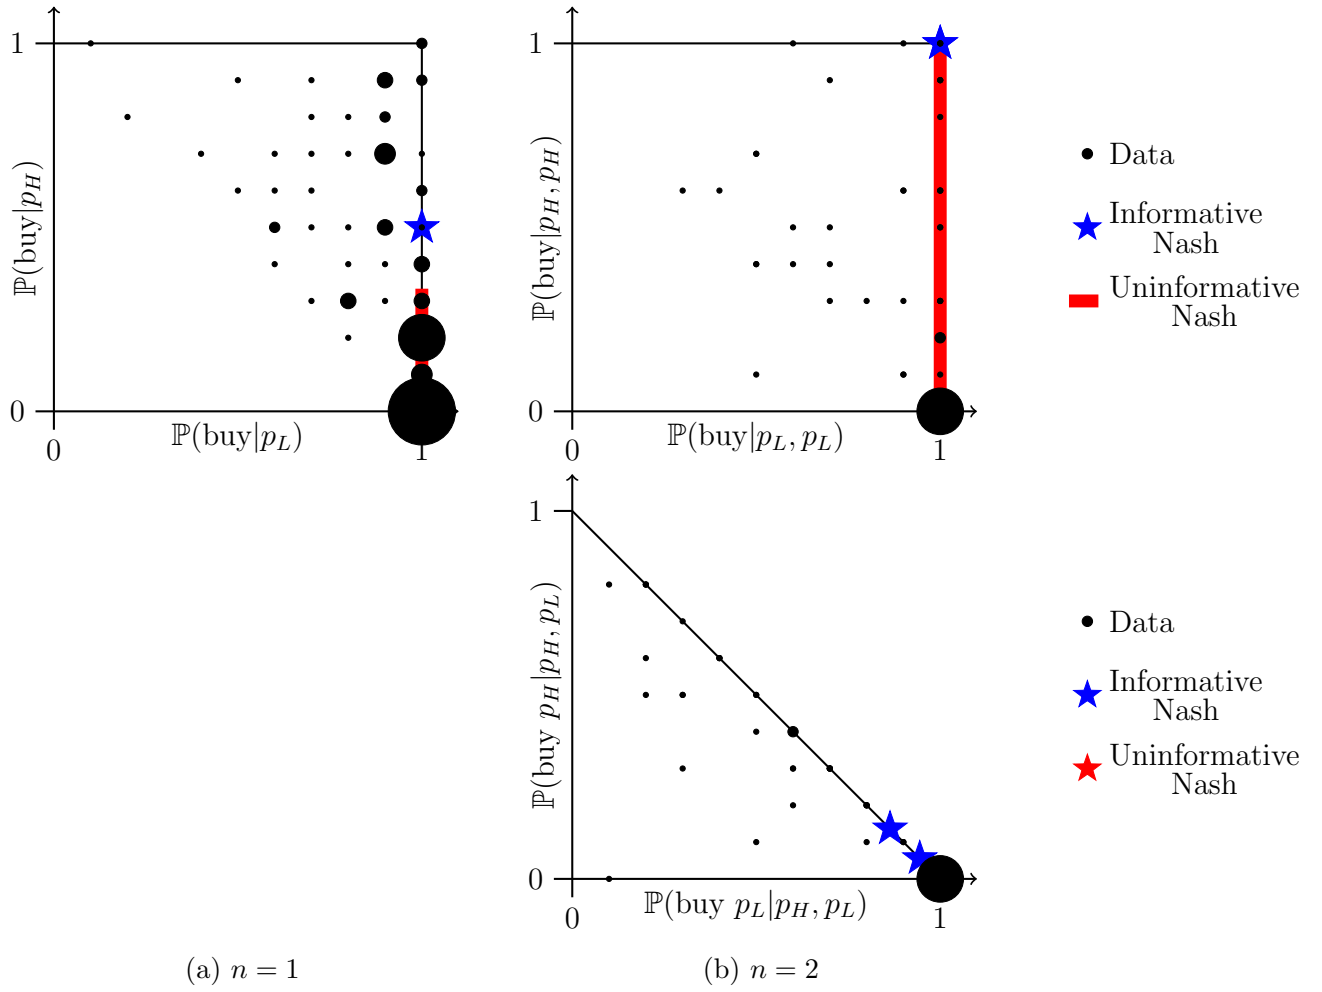 1
0
0
1
ℙ(buy|p_H)
ℙ(buy|p_L)
1
0
0
1
ℙ(buy|p_H, p_H)
ℙ(buy|p_L, p_L)
Data
Informative
Nash
Uninformative
Nash
1
0
0
1
ℙ(buy p_H|p_H, p_L)
ℙ(buy p_L|p_H, p_L)
Data
Informative
Nash
Uninformative
Nash
(a) n = 1
(b) n = 2